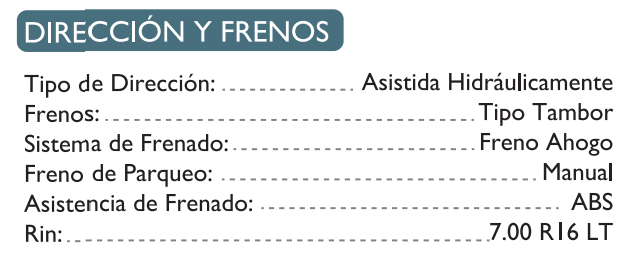 DIRECCIÓN Y FRENOS
Tipo de Dirección: Asistida Hidráulicamente
Frenos: Tipo Tambor
Sistema de Frenado: Freno Ahogo
Freno de Parqueo: Manual
Asistencia de Frenado: ABS
Rin: 7.00 R16 LT